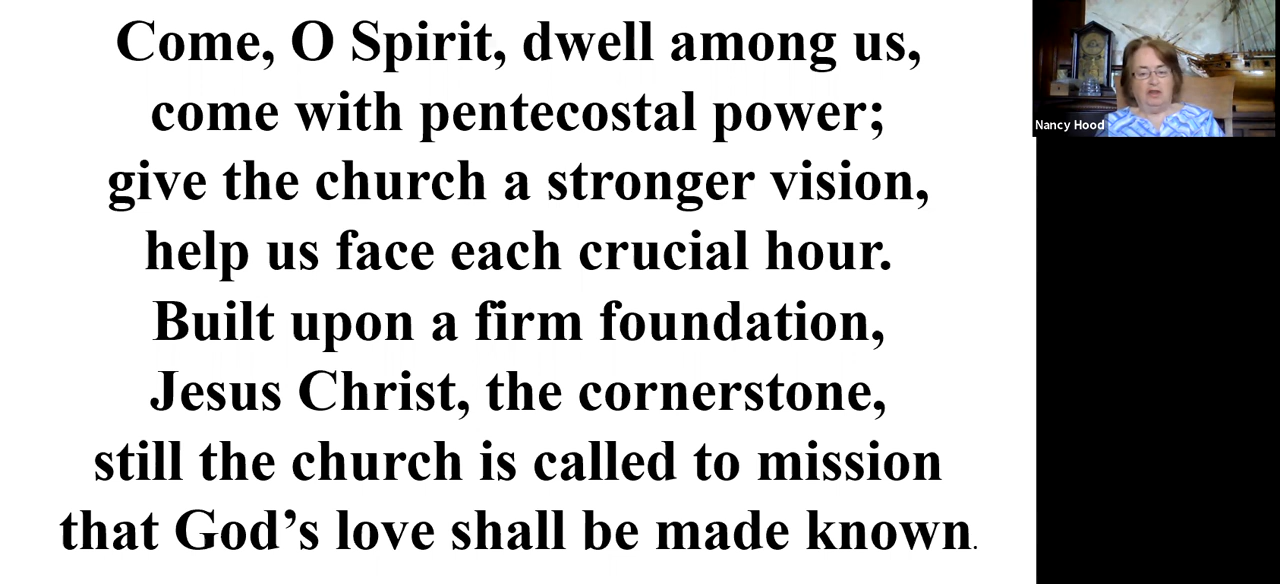 Come, O Spirit, dwell among us,
come with pentecostal power;
give the church a stronger vision,
help us face each crucial hour.
Built upon a firm foundation,
Jesus Christ, the cornerstone,
still the church is called to mission
that God’s love shall be made known.
Nancy Hood